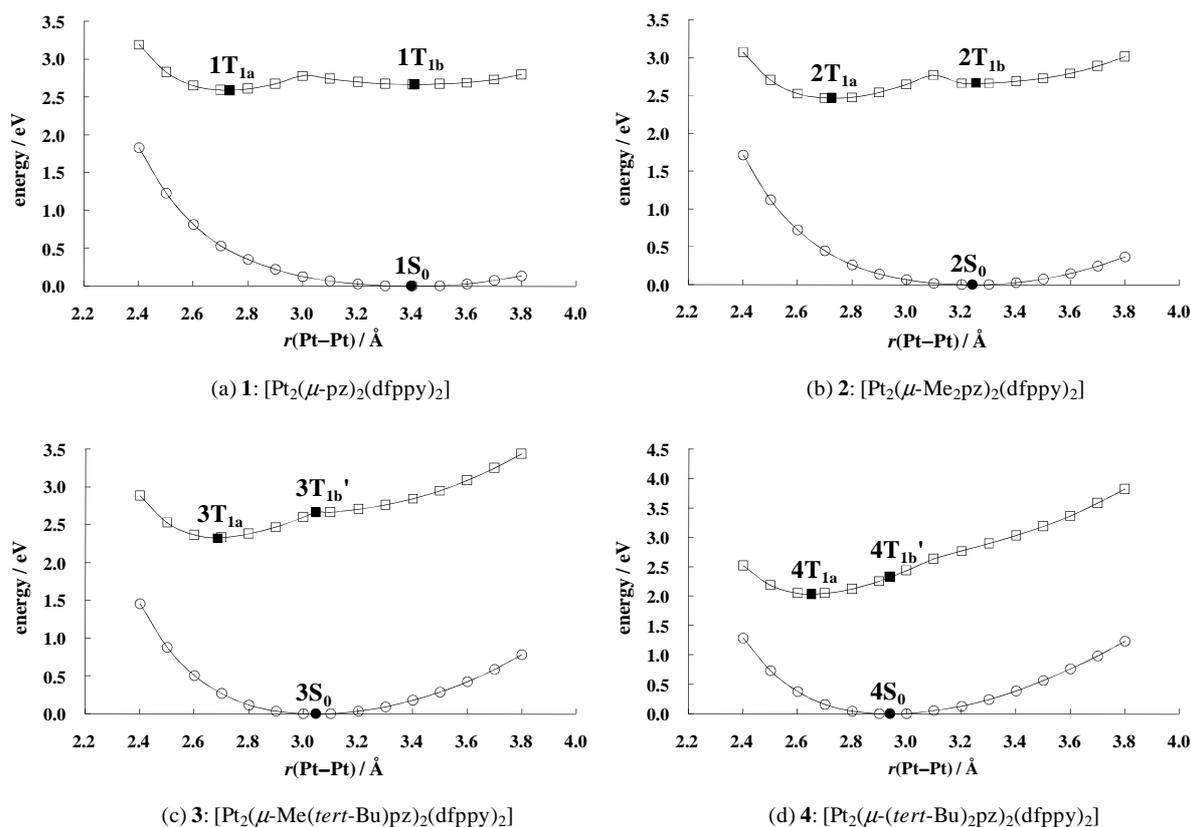 3.5
3.0
2.5
2.0
1.5
1.0
0.5
0.0
energy / eV
1T1a
1T1b
1S0
2.2 2.4 2.6 2.8 3.0 3.2 3.4 3.6 3.8 4.0
r(Pt–Pt) / Å
(a) 1: [Pt2(μ-pz)2(dfppy)2]
3.5
3.0
2.5
2.0
1.5
1.0
0.5
0.0
energy / eV
2T1a
2T1b
2S0
2.2 2.4 2.6 2.8 3.0 3.2 3.4 3.6 3.8 4.0
r(Pt–Pt) / Å
(b) 2: [Pt2(μ-Me2pz)2(dfppy)2]
3.5
3.0
2.5
2.0
1.5
1.0
0.5
0.0
energy / eV
3T1a
3T1b'
3S0
2.2 2.4 2.6 2.8 3.0 3.2 3.4 3.6 3.8 4.0
r(Pt–Pt) / Å
(c) 3: [Pt2(μ-Me(tert-Bu)pz)2(dfppy)2]
4.5
4.0
3.5
3.0
2.5
2.0
1.5
1.0
0.5
0.0
energy / eV
4T1a
4T1b'
4S0
2.2 2.4 2.6 2.8 3.0 3.2 3.4 3.6 3.8 4.0
r(Pt–Pt) / Å
(d) 4: [Pt2(μ-(tert-Bu)2pz)2(dfppy)2]